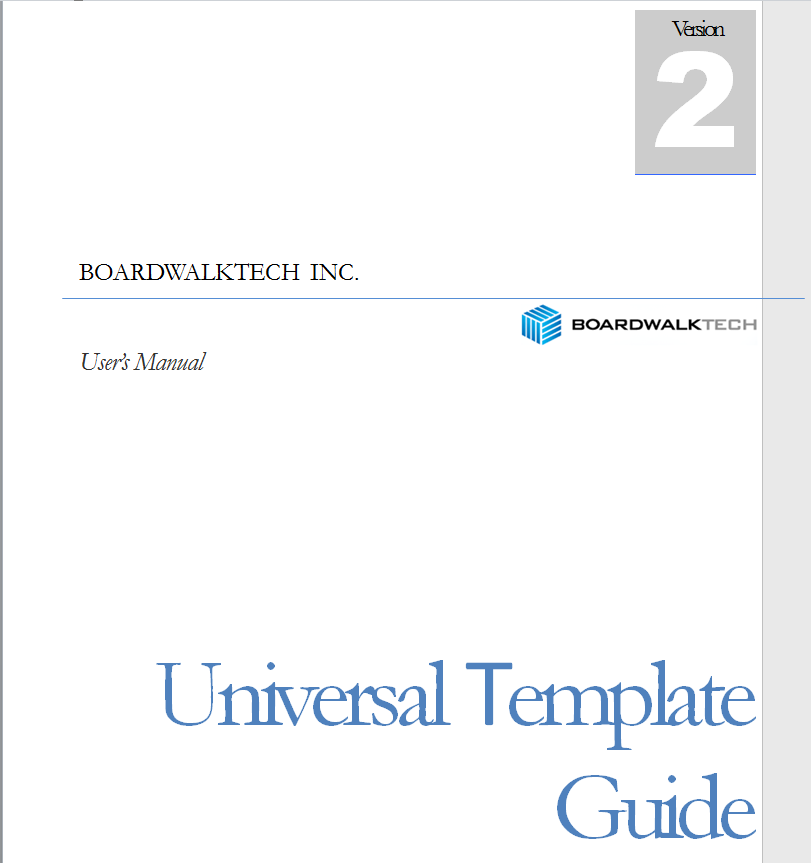 Version
2
BOARDWALKTECH INC.
BOARDWALKTECH
User's Manual
Universal Template
Guide